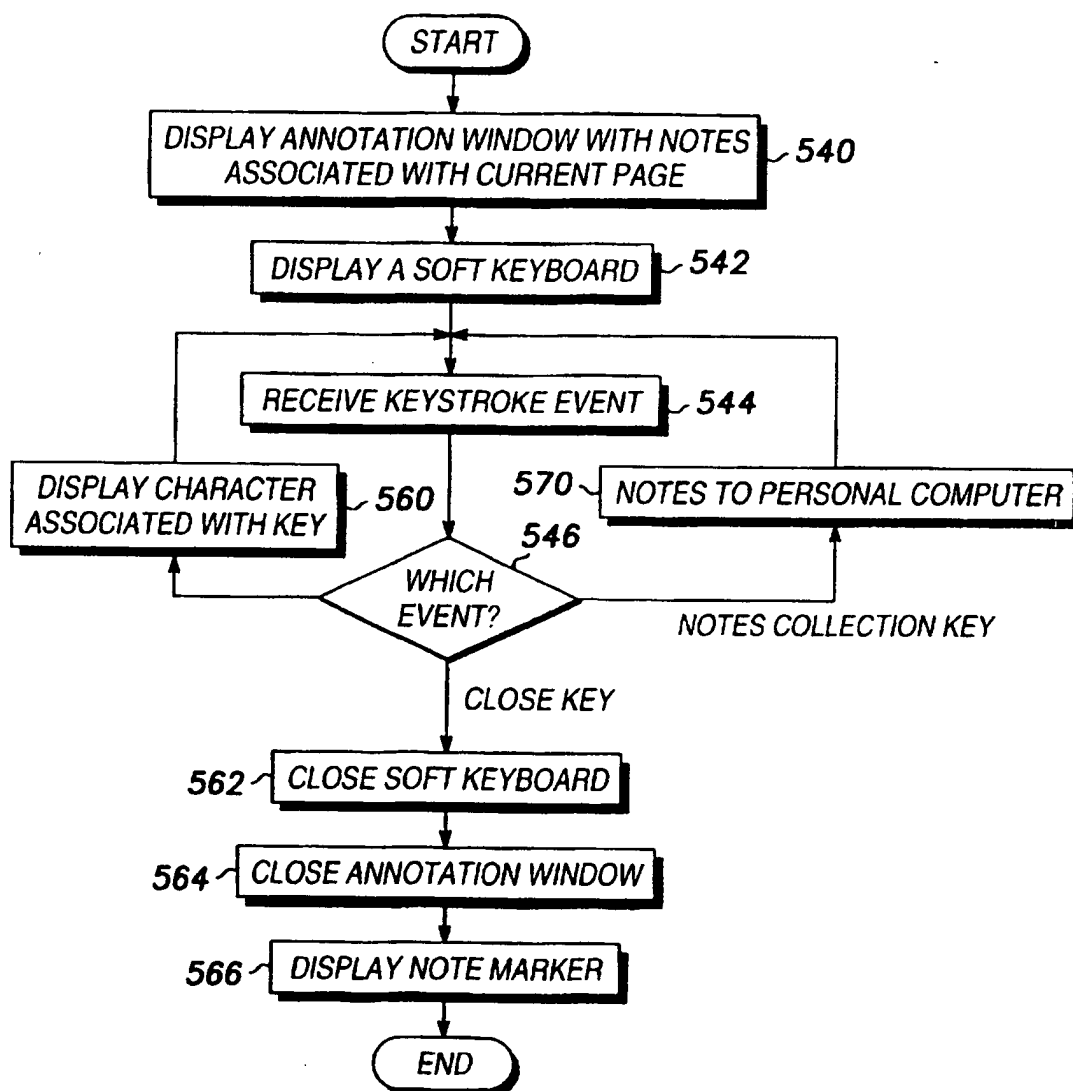 START
DISPLAY ANNOTATION WINDOW WITH NOTES
ASSOCIATED WITH CURRENT PAGE
540
DISPLAY A SOFT KEYBOARD
542
RECEIVE KEYSTROKE EVENT
544
DISPLAY CHARACTER
ASSOCIATED WITH KEY
560
570
NOTES TO PERSONAL COMPUTER
546
WHICH
EVENT?
NOTES COLLECTION KEY
CLOSE KEY
562
CLOSE SOFT KEYBOARD
564
CLOSE ANNOTATION WINDOW
566
DISPLAY NOTE MARKER
END